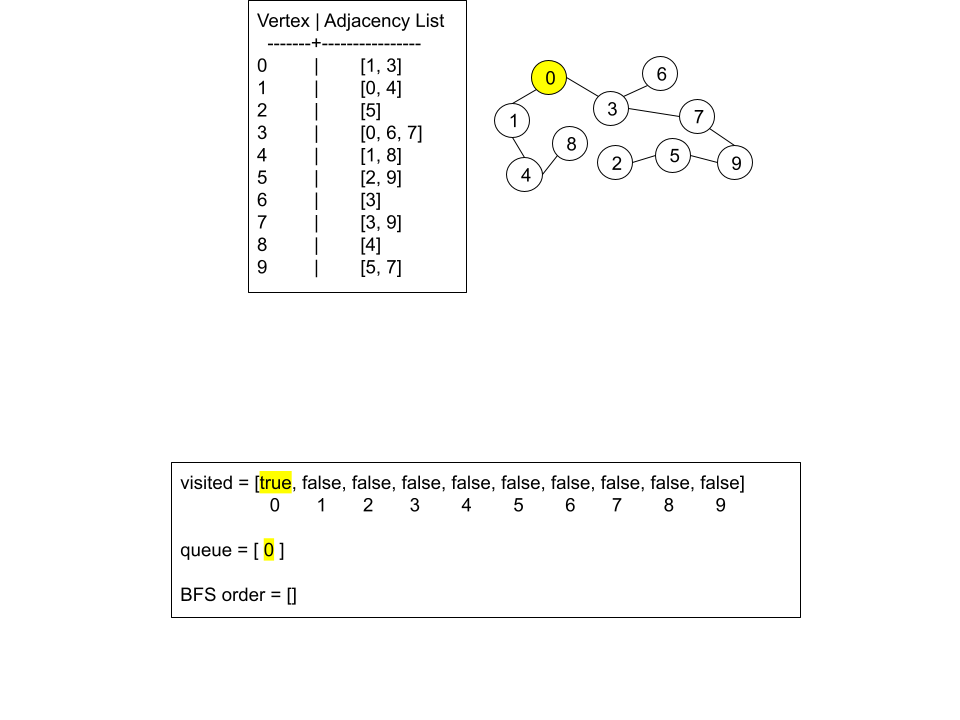 Vertex | Adjacency List
-------+----------------
0 | [1, 3]
1 | [0, 4]
2 | [5]
3 | [0, 6, 7]
4 | [1, 8]
5 | [2, 9]
6 | [3]
7 | [3, 9]
8 | [4]
9 | [5, 7]
0
6
3
7
1
8
2
5
9
4
visited = [true, false, false, false, false, false, false, false, false, false]
0 1 2 3 4 5 6 7 8 9
queue = [ 0 ]
BFS order = []